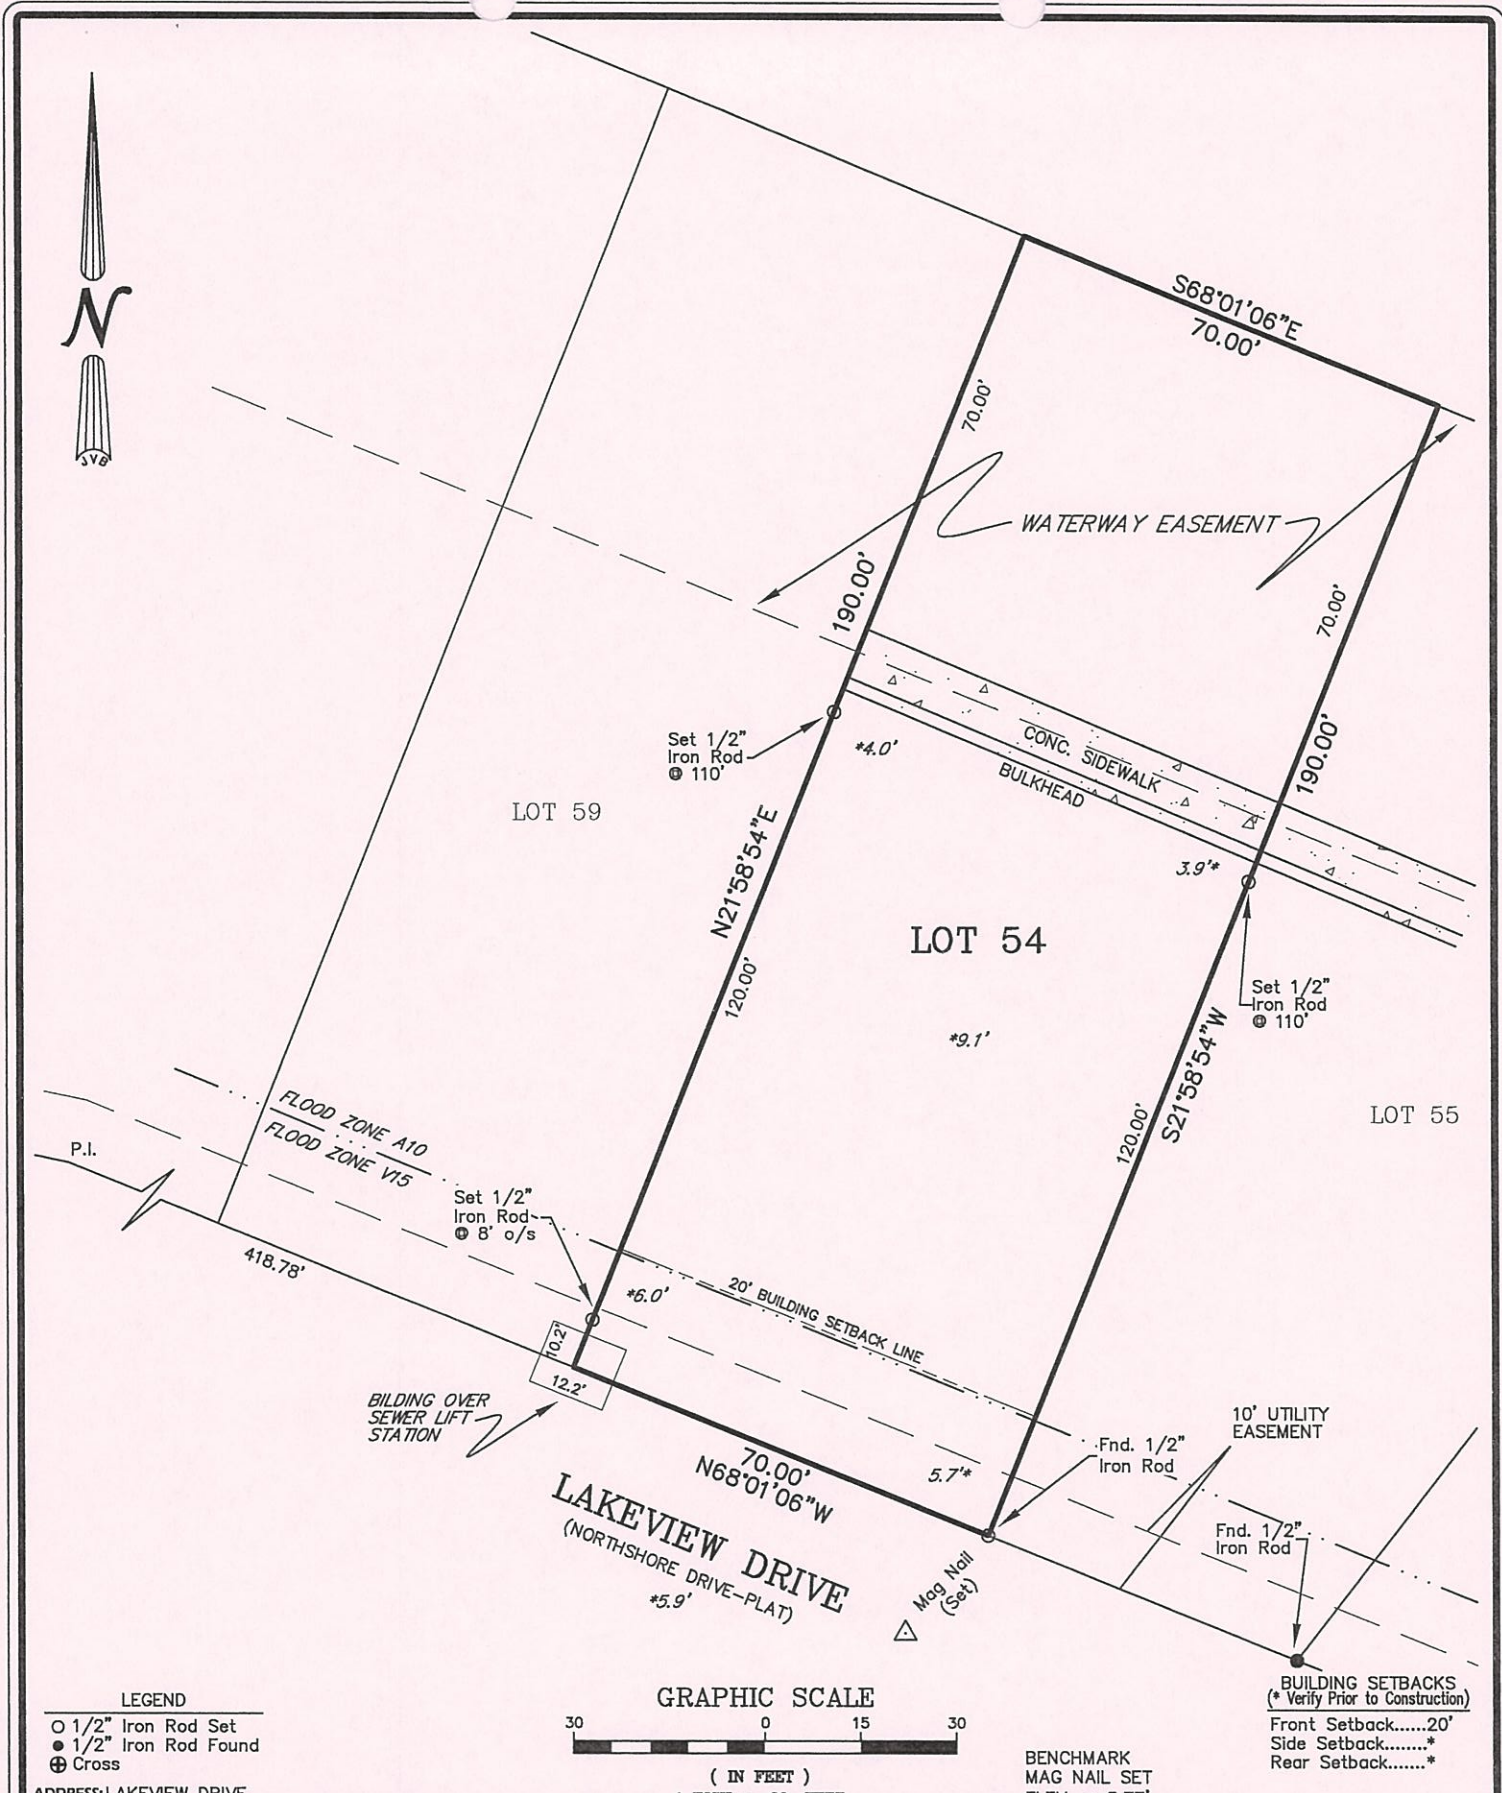 S68°01'06"E
70.00'
N
JVB
70.00'
WATERWAY EASEMENT
190.00'
70.00'
Set 1/2"
Iron Rod
@ 110'
*4.0'
CONC. SIDEWALK
BULKHEAD
190.00'
LOT 59
N21°58'54"E
3.9'*
LOT 54
120.00'
Set 1/2"
Iron Rod
@ 110'
*9.1'
S21°58'54"W
120.00'
LOT 55
FLOOD ZONE A10
FLOOD ZONE V15
P.I.
Set 1/2"
Iron Rod
@ 8' o/s
418.78'
*6.0'
20' BUILDING SETBACK LINE
10.2'
12.2'
BILDING OVER
SEWER LIFT
STATION
70.00'
N68°01'06"W
5.7'*
Fnd. 1/2"
Iron Rod
10' UTILITY
EASEMENT
LAKEVIEW DRIVE
(NORTHSHORE DRIVE-PLAT)
*5.9'
Mag Nail
(Set)
Fnd. 1/2"
Iron Rod
LEGEND
1/2" Iron Rod Set
1/2" Iron Rod Found
Cross
ADDRESS: LAKEVIEW DRIVE
GRAPHIC SCALE
30 0 15 30
( IN FEET )
BENCHMARK
MAG NAIL SET
BUILDING SETBACKS
(* Verify Prior to Construction)
Front Setback......20'
Side Setback........*
Rear Setback.......*